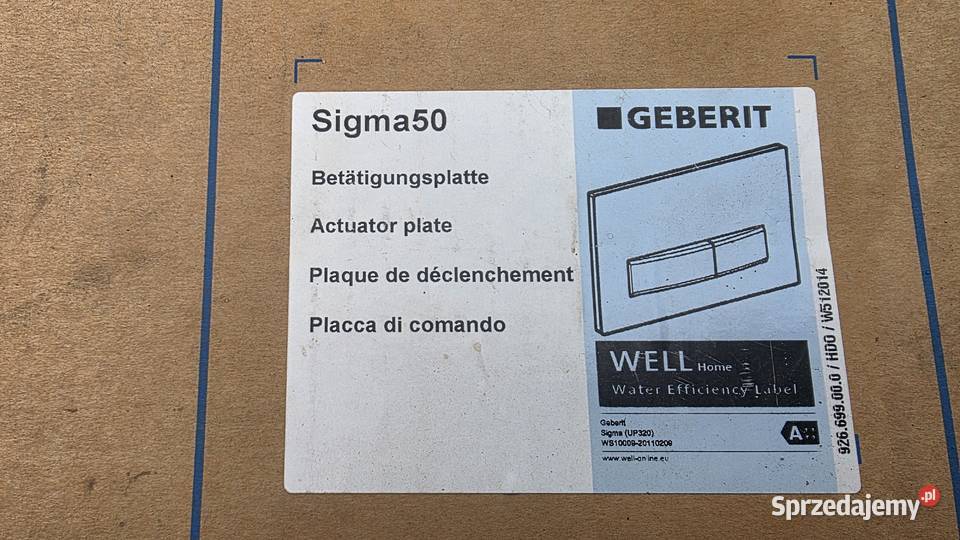 Sigma50
Betätigungsplatte
Actuator plate
Plaque de déclenchement
Placca di comando
GEBERIT
WELL Home
Water Efficiency Label
Geberit
Sigma (UP320)
WS10009-20110209
www.well-online.eu
A
926.699.00.0 / HDO / W512014
Sprzedajemy.pl